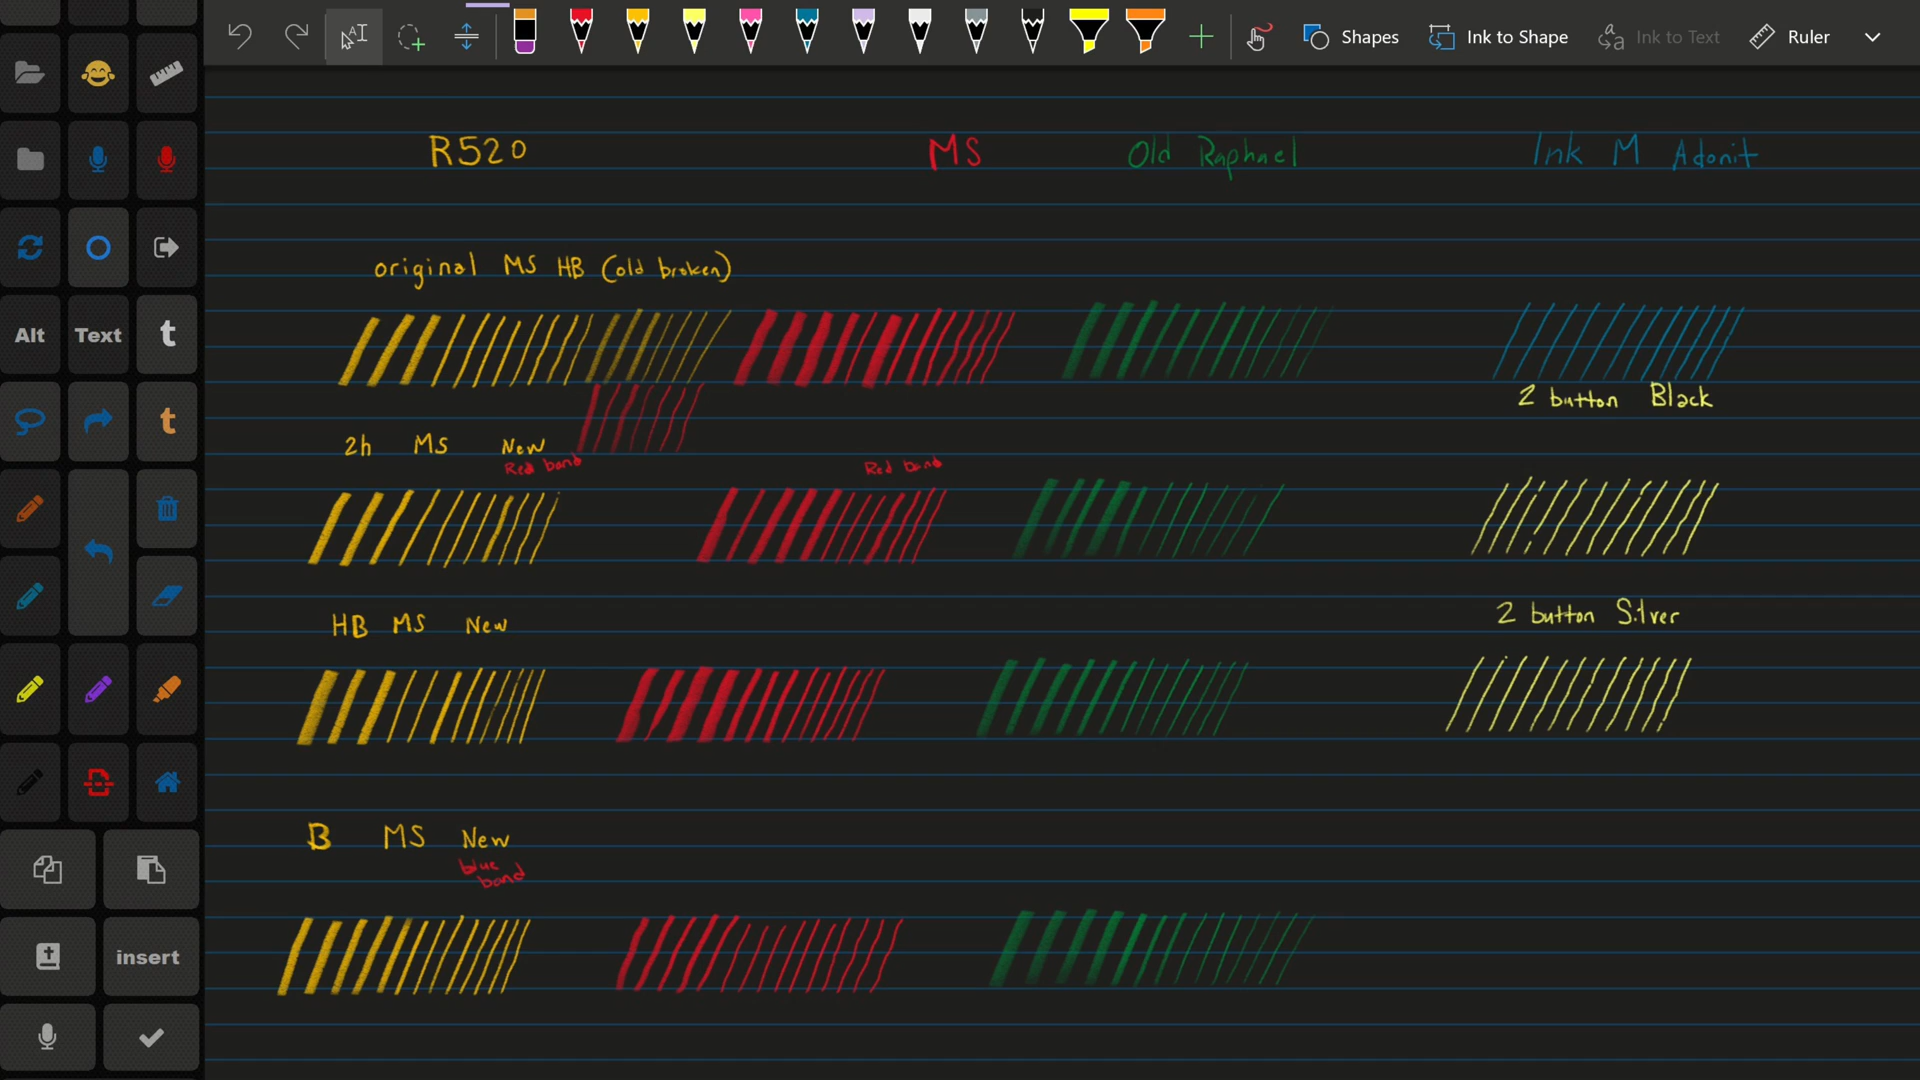 Shapes
Ink to Shape
Ink to Text
Ruler
R520
MS
Old Raphael
Ink M Adonit
original MS HB (old broken)
Alt
Text
t
2 button Black
t
2h MS New
Red band
Red band
HB MS New
2 button Silver
B MS New
blue
band
insert